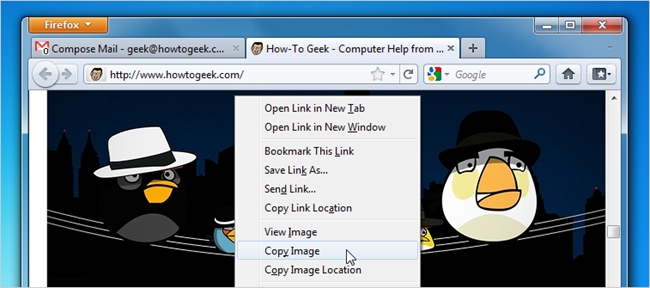 Firefox
Compose Mail - geek@howtogeek.c...
How-To Geek - Computer Help from ...
http://www.howtogeek.com/
Google
Open Link in New Tab
Open Link in New Window
Bookmark This Link
Save Link As...
Send Link...
Copy Link Location
View Image
Copy Image
Copy Image Location